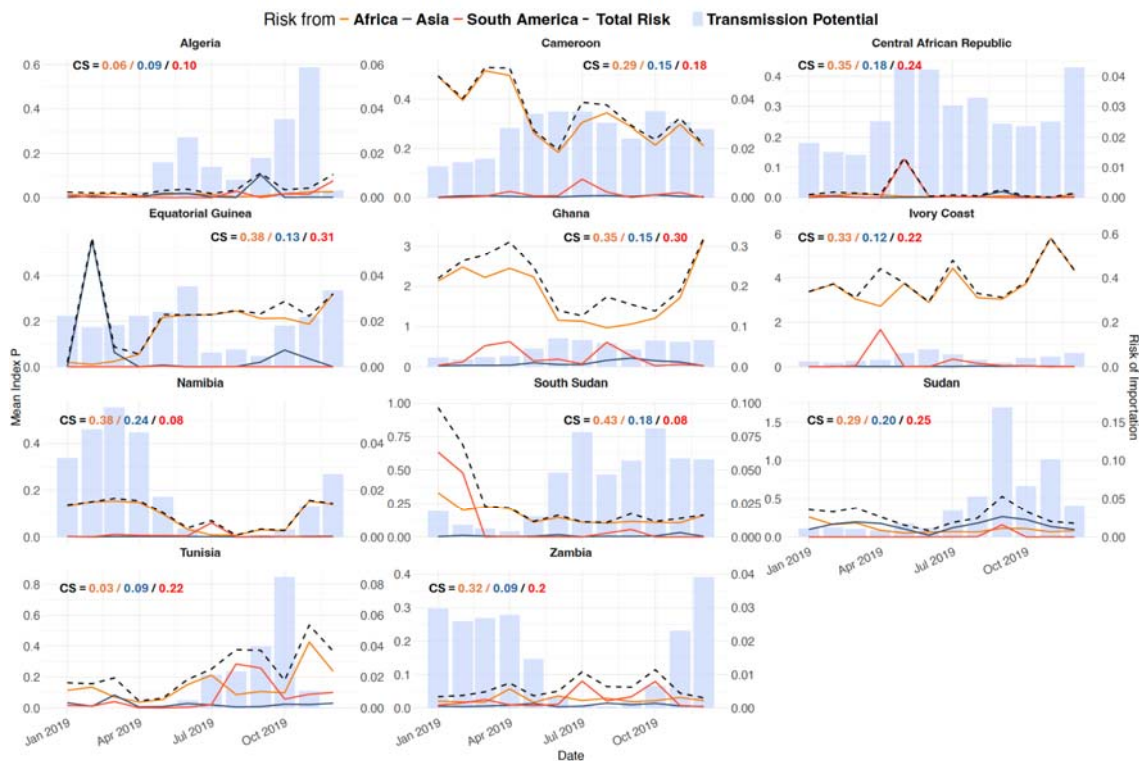 Risk from Africa Asia South America Total Risk Transmission Potential
Algeria Cameroon Central African Republic
CS = 0.06 / 0.09 / 0.10
0.6
0.4
0.2
0.0
0.06
0.04
0.02
0.00
CS = 0.29 / 0.15 / 0.18
0.4
0.2
0.0
0.04
0.02
0.00
CS = 0.35 / 0.18 / 0.24
0.4
0.3
0.2
0.1
0.0
0.04
0.03
0.02
0.01
0.00
Equatorial Guinea Ghana Ivory Coast
CS = 0.38 / 0.13 / 0.31
0.4
0.2
0.0
0.04
0.02
0.00
CS = 0.35 / 0.15 / 0.30
3
2
1
0
0.3
0.2
0.1
0.0
CS = 0.33 / 0.12 / 0.22
6
4
2
0
0.6
0.4
0.2
0.0
Mean Index P
Risk of Importation
Namibia South Sudan Sudan
CS = 0.38 / 0.24 / 0.08
0.4
0.2
0.0
0.04
0.02
0.00
CS = 0.43 / 0.18 / 0.08
1.00
0.75
0.50
0.25
0.00
0.100
0.075
0.050
0.025
0.000
CS = 0.29 / 0.20 / 0.25
1.5
1.0
0.5
0.0
0.15
0.10
0.05
0.00
Jan 2019
Apr 2019
Jul 2019
Oct 2019
Tunisia Zambia
CS = 0.03 / 0.09 / 0.22
0.8
0.6
0.4
0.2
0.0
0.08
0.06
0.04
0.02
0.00
Jan 2019
Apr 2019
Jul 2019
Oct 2019
CS = 0.32 / 0.09 / 0.2
0.4
0.3
0.2
0.1
0.0
0.04
0.03
0.02
0.01
0.00
Jan 2019
Apr 2019
Jul 2019
Oct 2019
Date